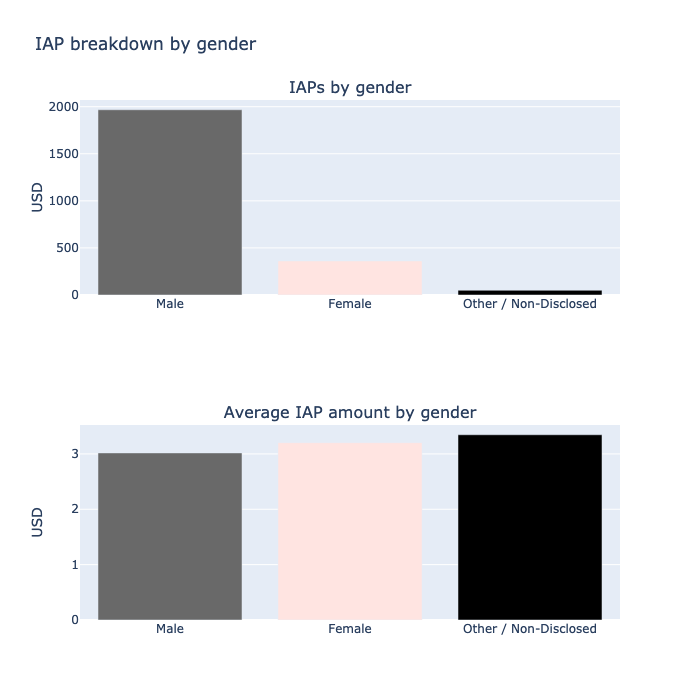 IAP breakdown by gender
IAPs by gender
2000
1500
1000
500
0
USD
Male Female Other / Non-Disclosed
Average IAP amount by gender
3
2
1
0
USD
Male Female Other / Non-Disclosed